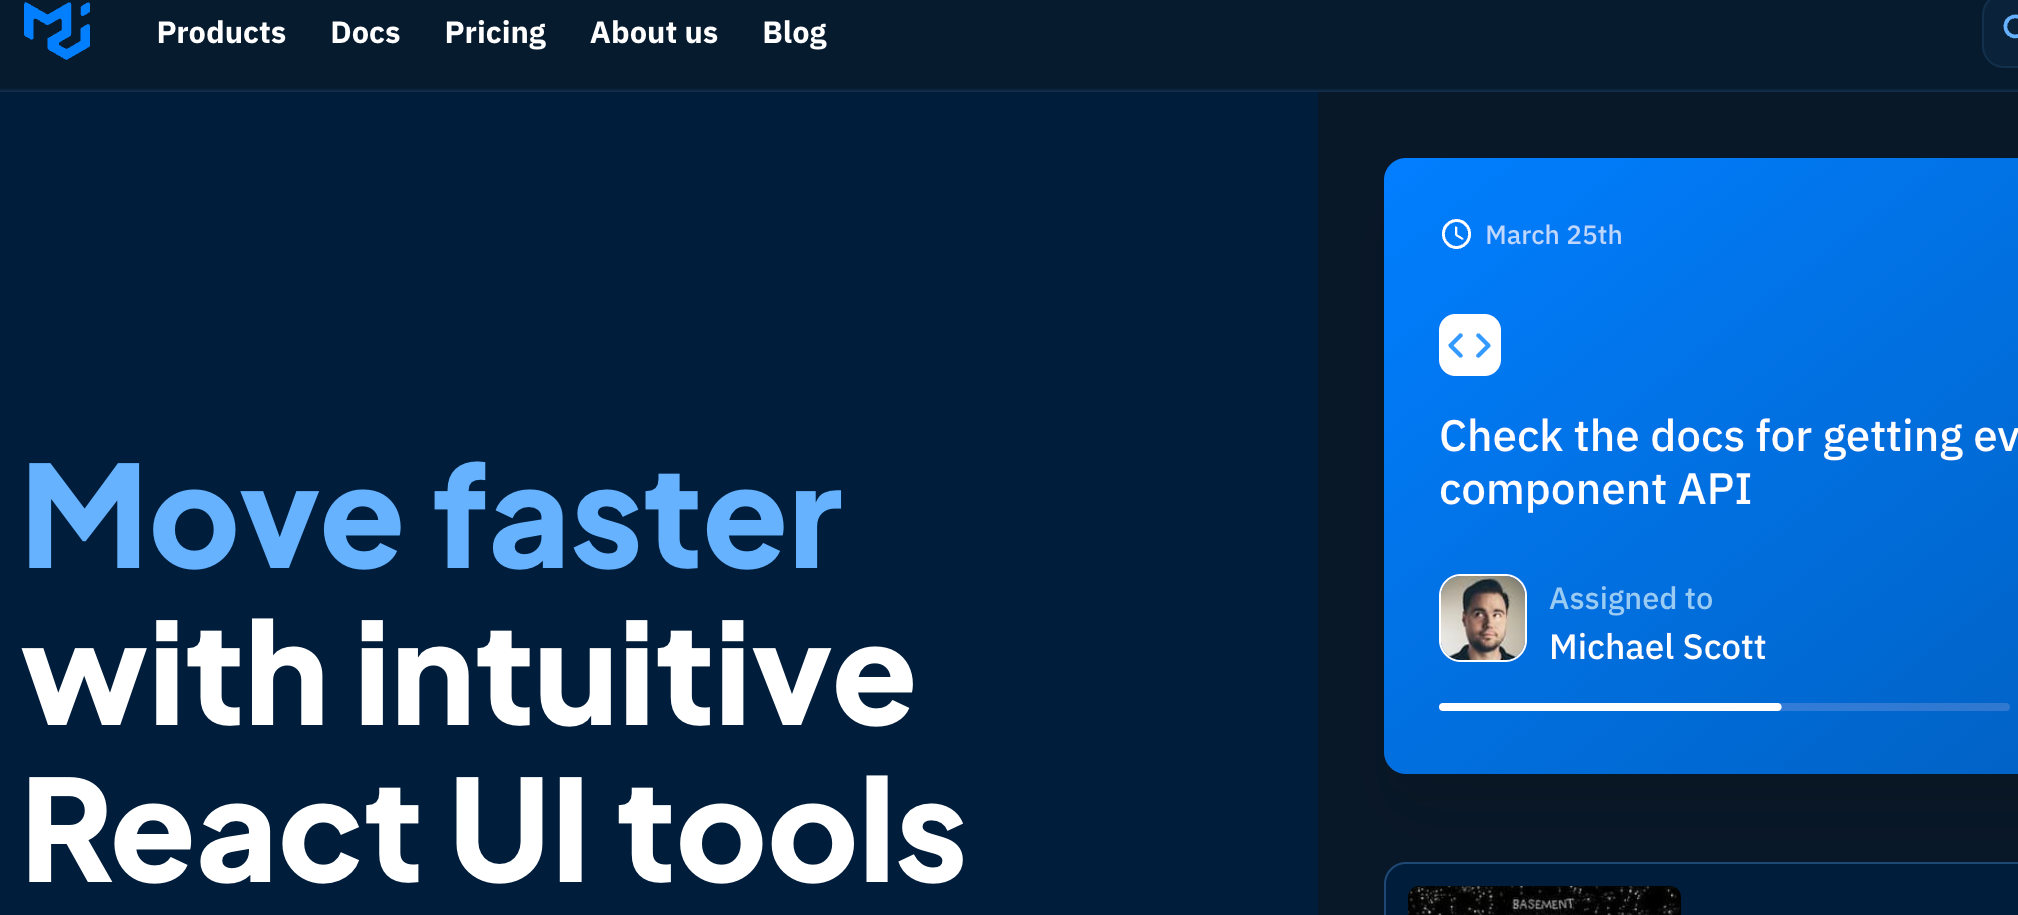 Products Docs Pricing About us Blog
Move faster
with intuitive
React UI tools
March 25th
Check the docs for getting ev
component API
Assigned to
Michael Scott
BASEMENT